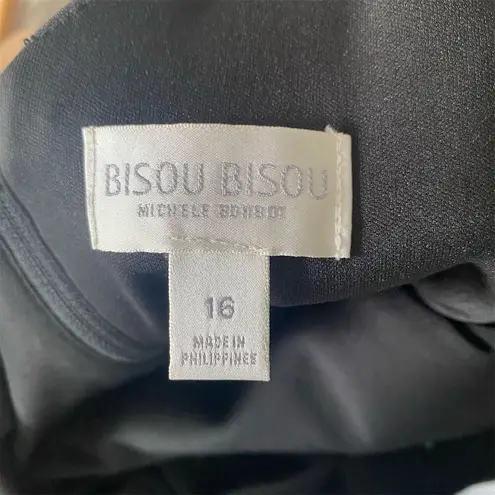 BISOU BISOU
MICHELE BOHBOT
16
MADE IN
PHILIPPINES